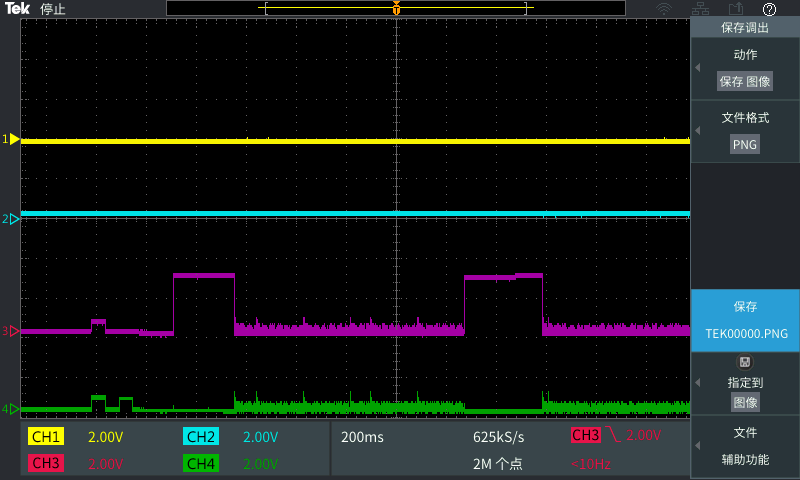 Tek 停止
保存调出
动作
保存 图像
文件格式
PNG
1
2
3
4
保存
TEK00000.PNG
指定到
图像
文件
辅助功能
CH1 2.00V CH2 2.00V 200ms 625kS/s CH3 2.00V
CH3 2.00V CH4 2.00V 2M 个点 <10Hz